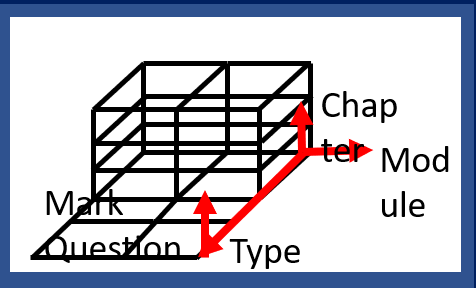 Chap
ter
Mod
ule
Mark
Question
Type